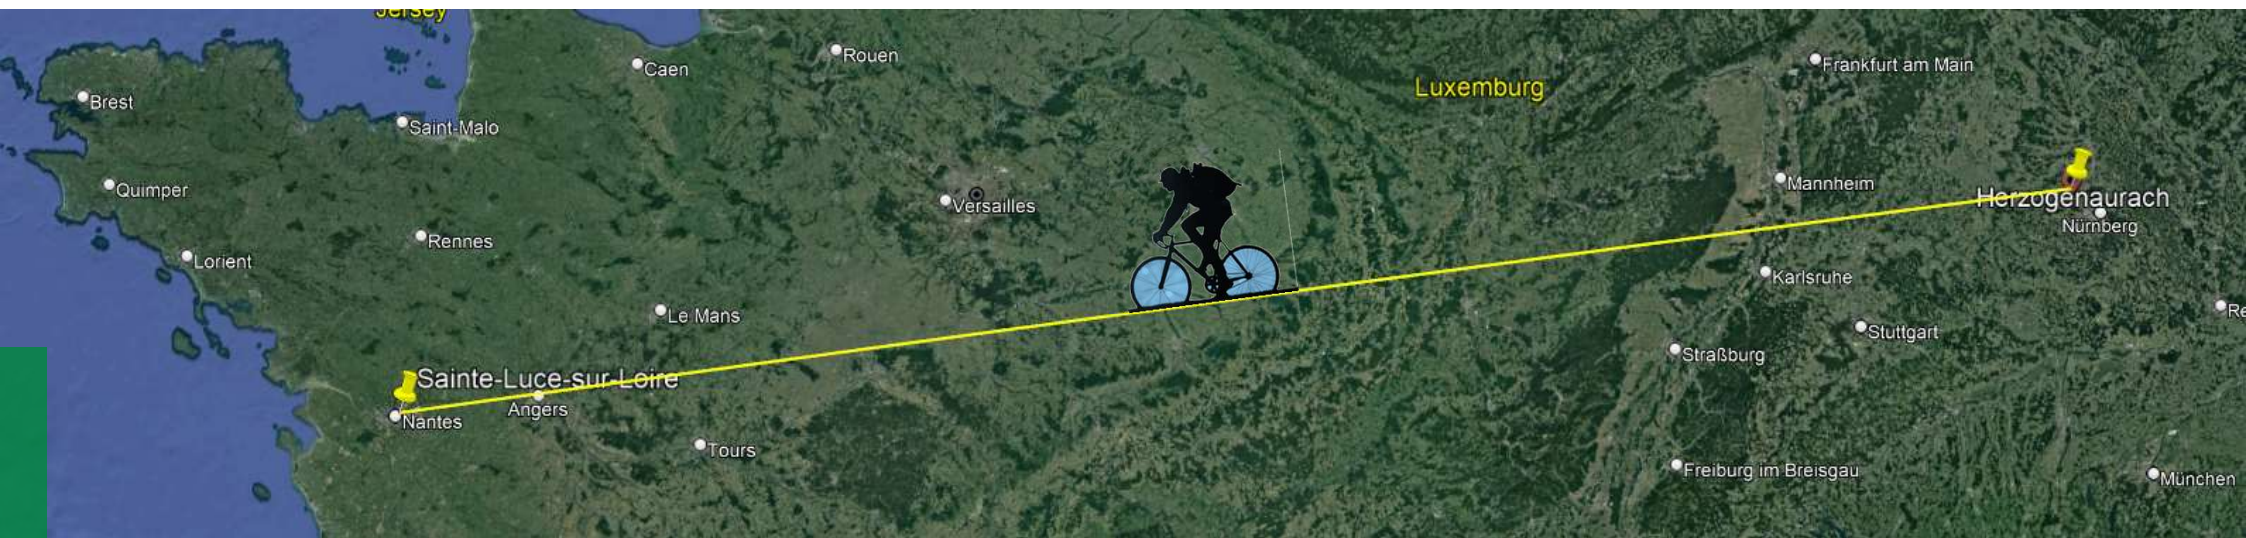 Jersey
Caen
Rouen
Luxemburg
Frankfurt am Main
Brest
Saint-Malo
Quimper
Versailles
Mannheim
Herzogenaurach
Nürnberg
Rennes
Lorient
Karlsruhe
Le Mans
Re
Stuttgart
Straßburg
Sainte-Luce-sur-Loire
Angers
Nantes
Tours
Freiburg im Breisgau
München